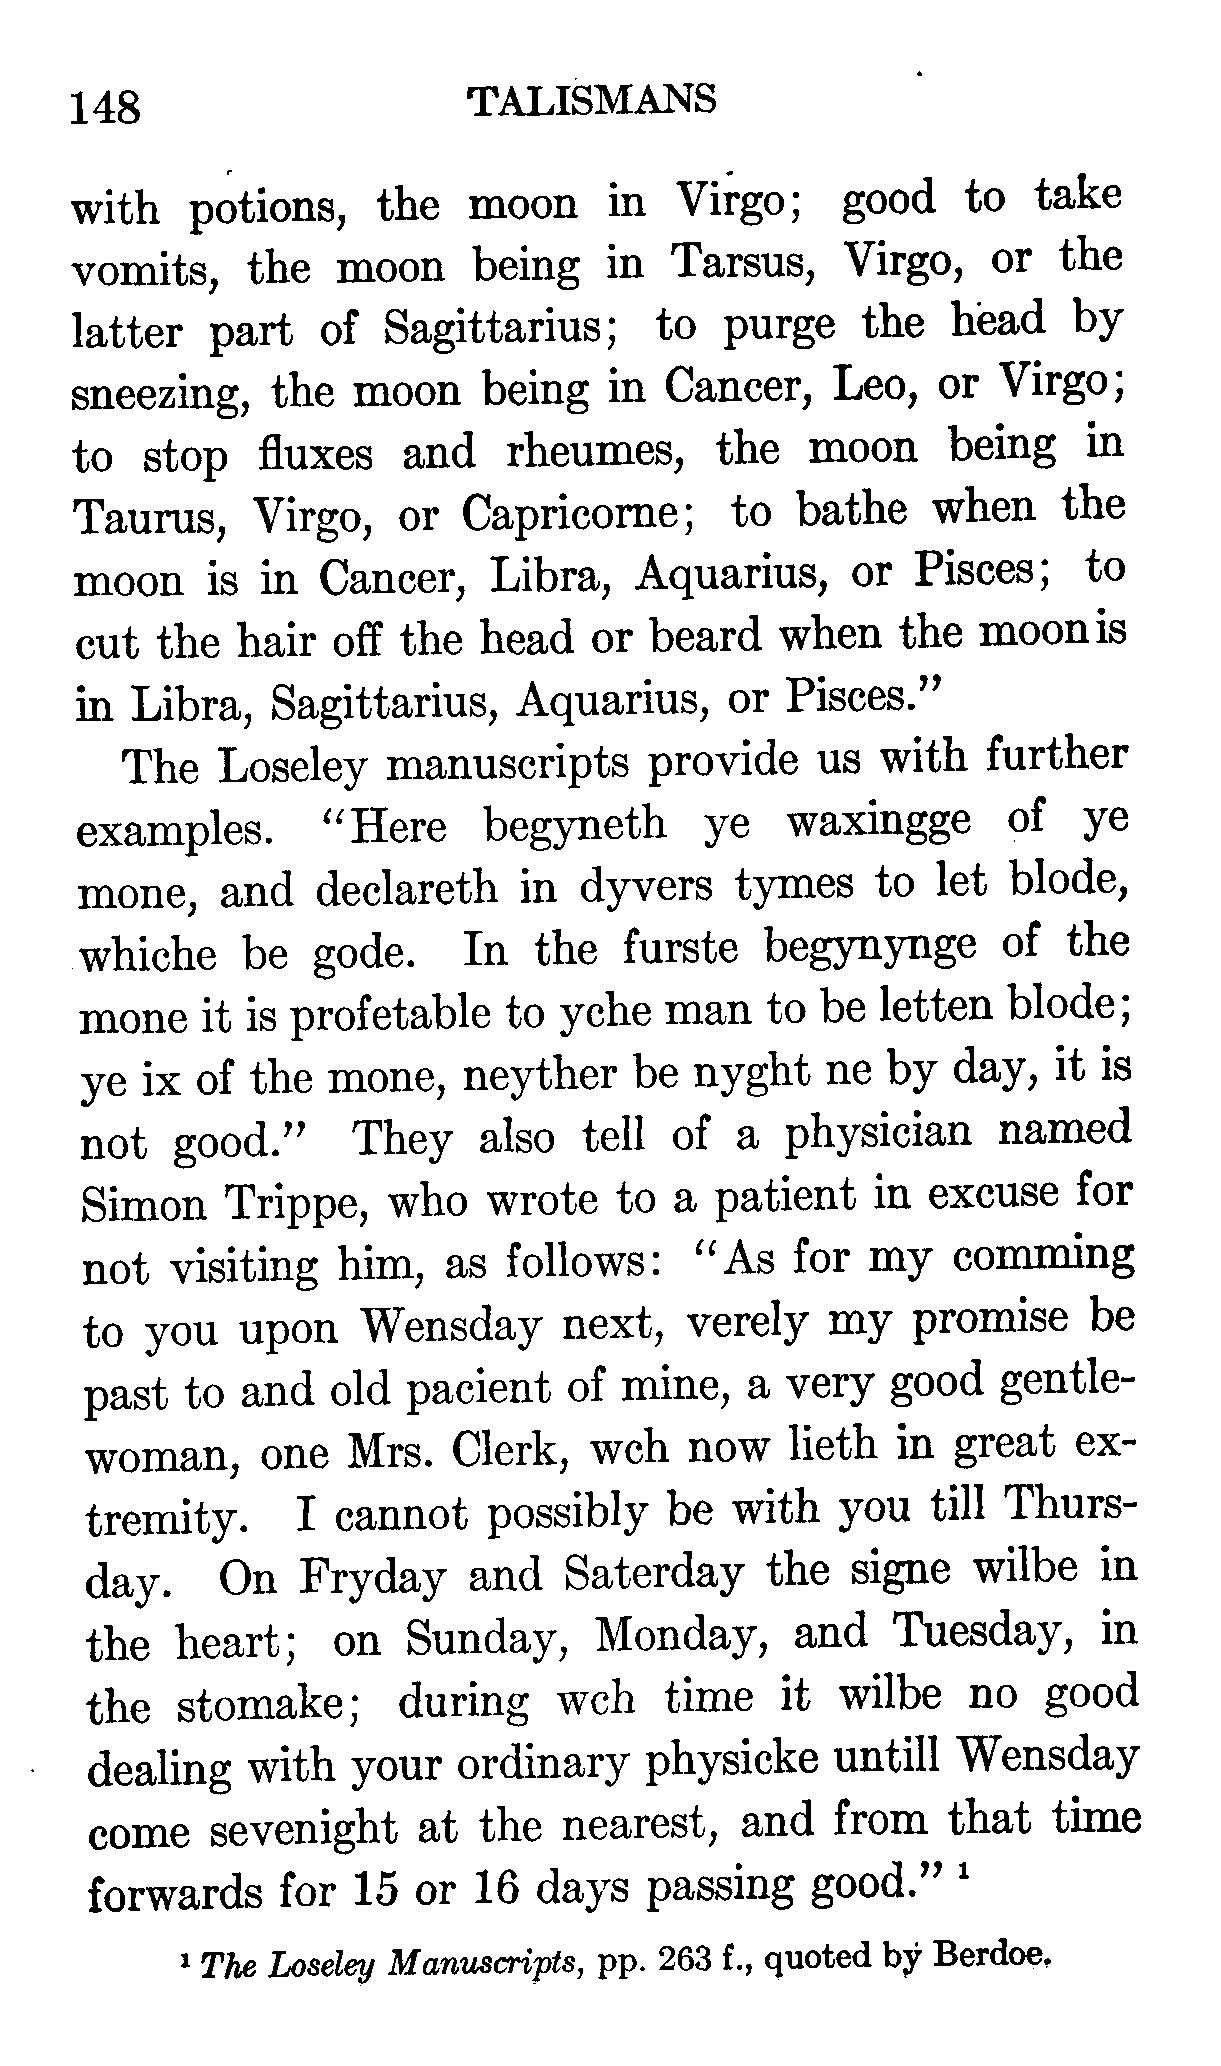 148 TALISMANS
with potions, the moon in Virgo; good to take
vomits, the moon being in Tarsus, Virgo, or the
latter part of Sagittarius; to purge the head by
sneezing, the moon being in Cancer, Leo, or Virgo;
to stop fluxes and rheumes, the moon being in
Taurus, Virgo, or Capricorne; to bathe when the
moon is in Cancer, Libra, Aquarius, or Pisces; to
cut the hair off the head or beard when the moon is
in Libra, Sagittarius, Aquarius, or Pisces.”
The Loseley manuscripts provide us with further
examples. “Here begyneth ye waxingge of ye
mone, and declareth in dyvers tymes to let blode,
whiche be gode. In the furste begynynge of the
mone it is profetable to yche man to be letten blode;
ye ix of the mone, neyther be nyght ne by day, it is
not good.” They also tell of a physician named
Simon Trippe, who wrote to a patient in excuse for
not visiting him, as follows: “As for my comming
to you upon Wensday next, verely my promise be
past to and old pacient of mine, a very good gentle-
woman, one Mrs. Clerk, wch now lieth in great ex-
tremity. I cannot possibly be with you till Thurs-
day. On Fryday and Saterday the signe wilbe in
the heart; on Sunday, Monday, and Tuesday, in
the stomake; during wch time it wilbe no good
dealing with your ordinary physicke untill Wensday
come sevenight at the nearest, and from that time
forwards for 15 or 16 days passing good.” ¹
¹ The Loseley Manuscripts, pp. 263 f., quoted by Berdoe.